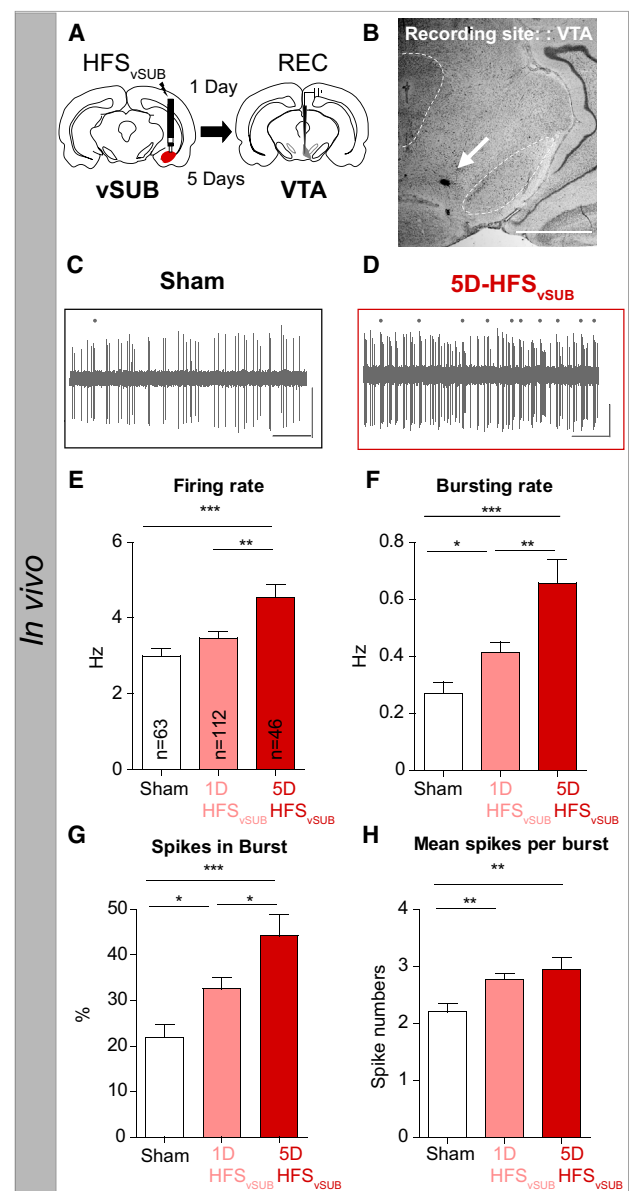 In vivo
A
HFSvSUB
1 Day
REC
5 Days
vSUB
VTA
B
Recording site: : VTA
C
Sham
D
5D-HFSvSUB
E
Firing rate
***
**
6
4
2
0
Hz
n=63
n=112
n=46
Sham
1D
5D
HFSvSUB
HFSvSUB
F
Bursting rate
***
*
**
0.8
0.6
0.4
0.2
0.0
Hz
Sham
1D
5D
HFSvSUB
HFSvSUB
G
Spikes in Burst
***
*
*
50
40
30
20
10
0
%
Sham
1D
5D
HFSvSUB
HFSvSUB
H
Mean spikes per burst
**
**
4
3
2
1
0
Spike numbers
Sham
1D
5D
HFSvSUB
HFSvSUB